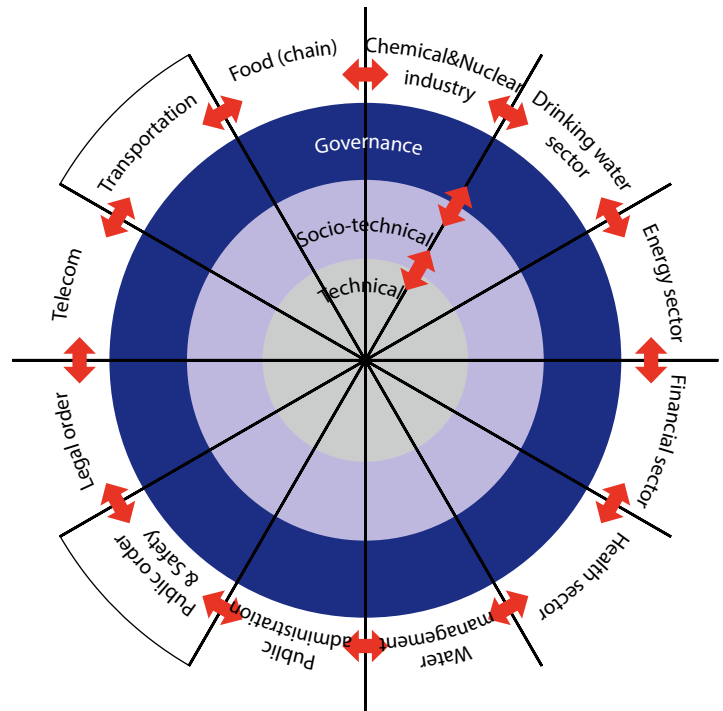 Food (chain)
Chemical&Nuclear
industry
Drinking water
sector
Energy sector
Financial sector
Health sector
Water
management
Public
administration
Public order
& Safety
Legal order
Telecom
Transportation
Governance
Socio-technical
Technical